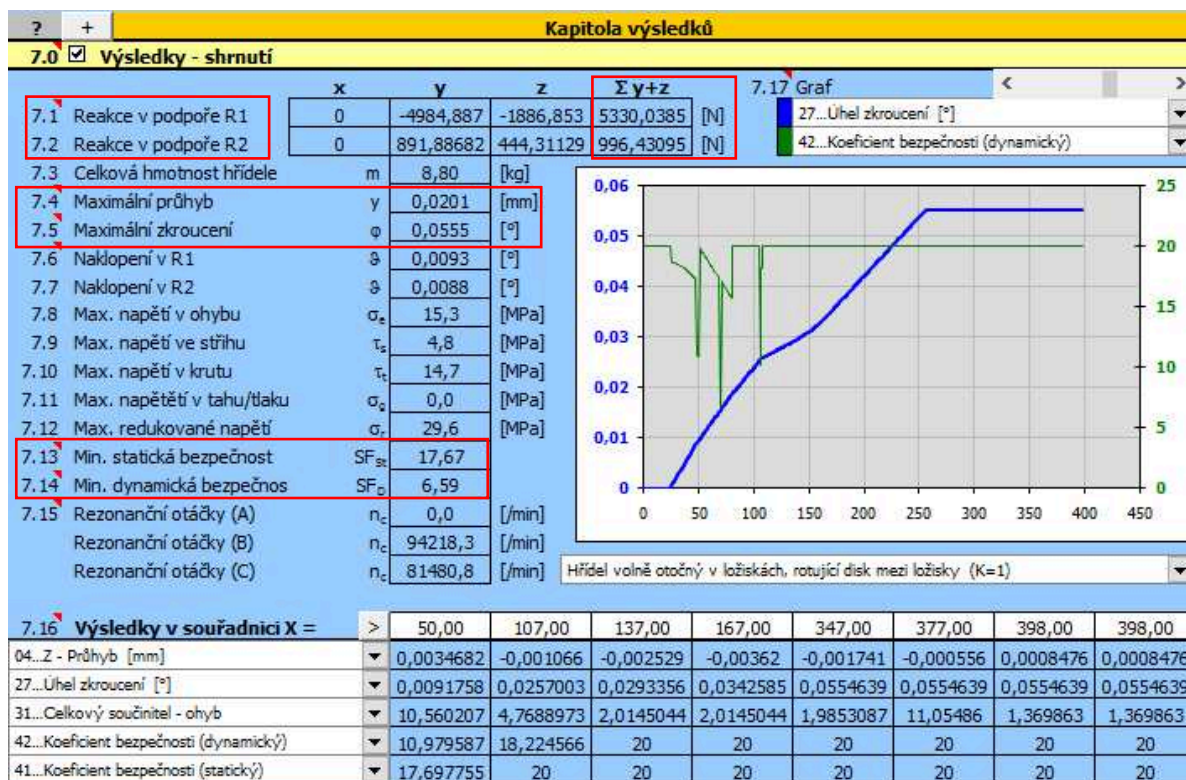 ? + Kapitola výsledků
7.0 Výsledky - shrnutí
x y z Σ y+z 7.17 Graf < >
7.1 Reakce v podpoře R1 0 -4984,887 -1886,853 5330,0385 [N] 27...Úhel zkroucení [°]
7.2 Reakce v podpoře R2 0 891,88682 444,31129 996,43095 [N] 42...Koeficient bezpečnosti (dynamický)
7.3 Celková hmotnost hřídele m 8,80 [kg]
7.4 Maximální průhyb y 0,0201 [mm]
7.5 Maximální zkroucení φ 0,0555 [°]
7.6 Naklopení v R1 ϑ 0,0093 [°]
7.7 Naklopení v R2 ϑ 0,0088 [°]
7.8 Max. napětí v ohybu σe 15,3 [MPa]
7.9 Max. napětí ve střihu τs 4,8 [MPa]
7.10 Max. napětí v krutu τt 14,7 [MPa]
7.11 Max. napětětí v tahu/tlaku 0,0 [MPa]
7.12 Max. redukované napětí σr 29,6 [MPa]
7.13 Min. statická bezpečnost SFst 17,67
7.14 Min. dynamická bezpečnos SFD 6,59
7.15 Rezonanční otáčky (A) nc 0,0 [/min]
Rezonanční otáčky (B) nc 94218,3 [/min]
Rezonanční otáčky (C) nc 81480,8 [/min] Hřídel volně otočný v ložiskách, rotující disk mezi ložisky (K=1)
0,06 25
0,05 20
0,04 15
0,03
0,02 10
0,01 5
0 0
0 50 100 150 200 250 300 350 400 450
7.16 Výsledky v souřadnici X = > 50,00 107,00 137,00 167,00 347,00 377,00 398,00 398,00
04...Z - Průhyb [mm] 0,0034682 -0,001066 -0,002529 -0,00362 -0,001741 -0,000556 0,0008476 0,0008476
27...Úhel zkroucení [°] 0,0091758 0,0257003 0,0293356 0,0342585 0,0554639 0,0554639 0,0554639 0,0554639
31...Celkový součinitel - ohyb 10,560207 4,7688973 2,0145044 2,0145044 1,9853087 11,05486 1,369863 1,369863
42...Koeficient bezpečnosti (dynamický) 10,979587 18,224566 20 20 20 20 20 20
41...Koeficient bezpečnosti (statický) 17,697755 20 20 20 20 20 20 20